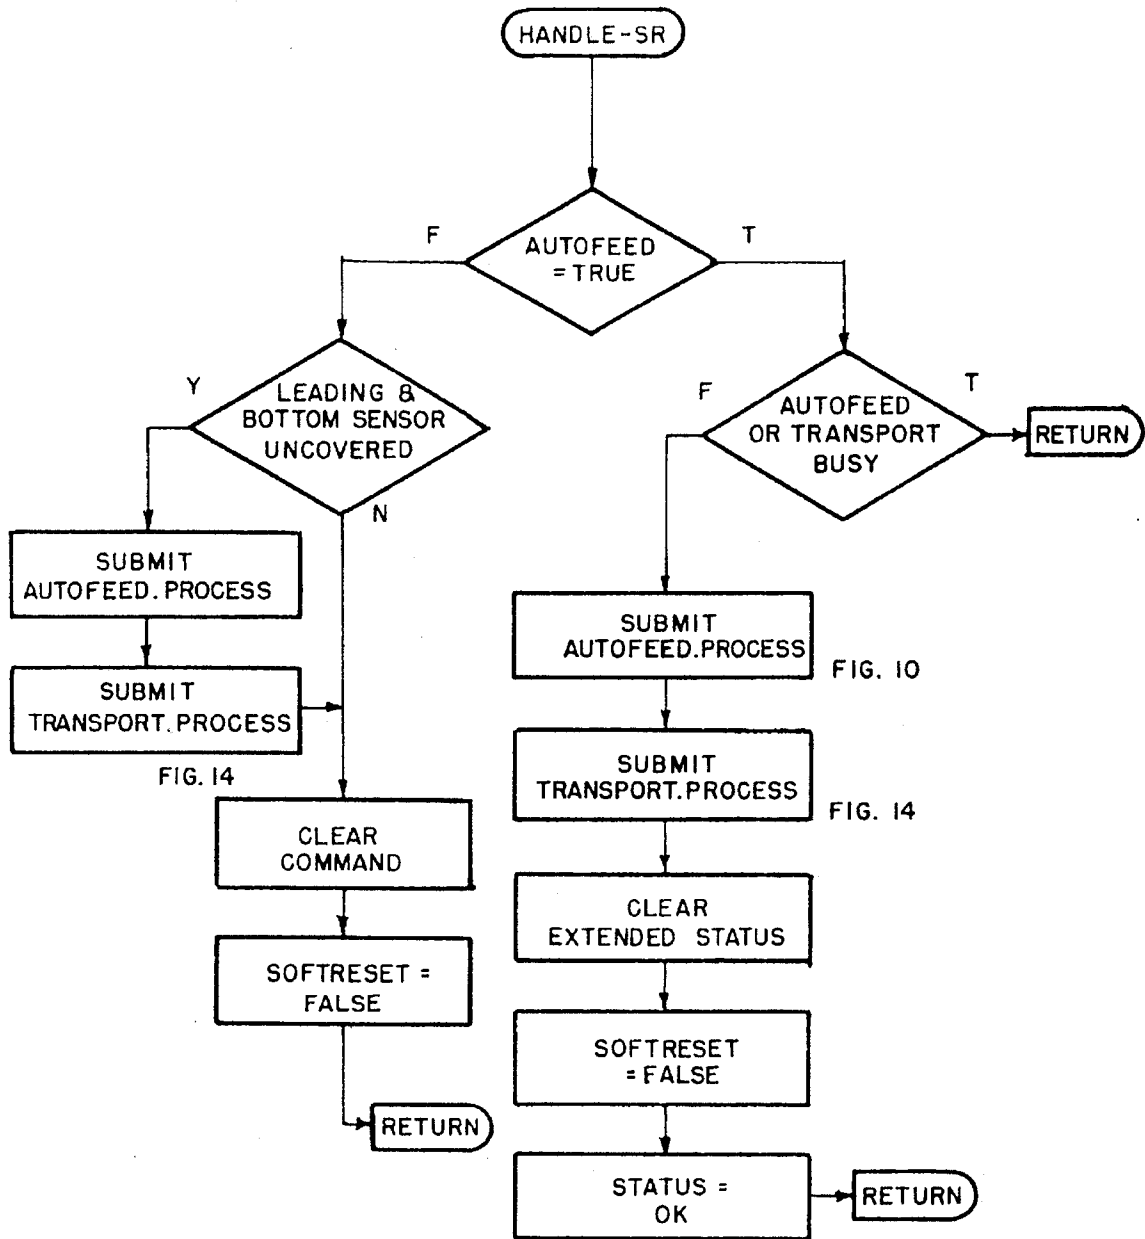 HANDLE-SR
F
T
AUTOFEED
= TRUE
Y
LEADING &
BOTTOM SENSOR
UNCOVERED
N
F
T
AUTOFEED
OR TRANSPORT
BUSY
RETURN
SUBMIT
AUTOFEED.PROCESS
SUBMIT
TRANSPORT.PROCESS
FIG. 14
CLEAR
COMMAND
SOFTRESET =
FALSE
RETURN
SUBMIT
AUTOFEED.PROCESS
FIG. 10
SUBMIT
TRANSPORT.PROCESS
FIG. 14
CLEAR
EXTENDED STATUS
SOFTRESET
= FALSE
STATUS =
OK
RETURN